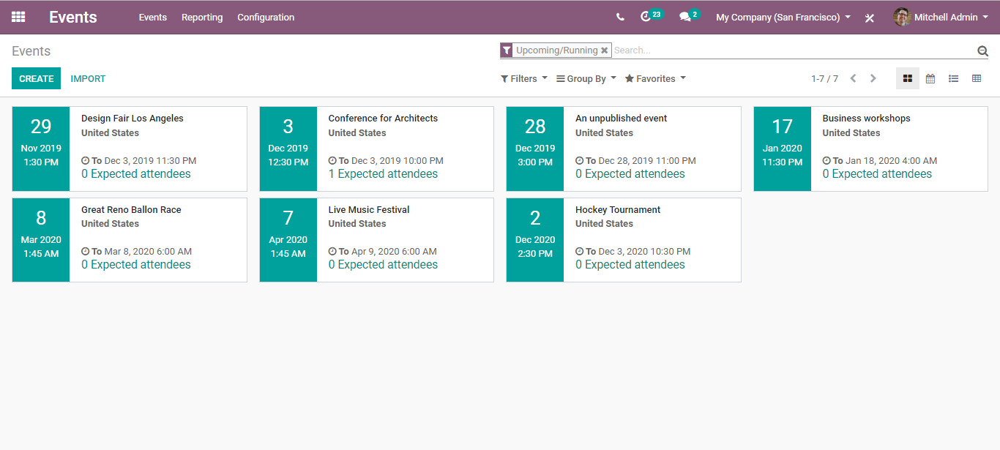 Events Events Reporting Configuration 23 2 My Company (San Francisco) Mitchell Admin
Events
Upcoming/Running Search...
CREATE IMPORT
Filters Group By Favorites 1-7 / 7
29
Nov 2019
1:30 PM
Design Fair Los Angeles
United States
To Dec 3, 2019 11:30 PM
0 Expected attendees
3
Dec 2019
12:30 PM
Conference for Architects
United States
To Dec 3, 2019 10:00 PM
1 Expected attendees
28
Dec 2019
3:00 PM
An unpublished event
United States
To Dec 28, 2019 11:00 PM
0 Expected attendees
17
Jan 2020
11:30 PM
Business workshops
United States
To Jan 18, 2020 4:00 AM
0 Expected attendees
8
Mar 2020
1:45 AM
Great Reno Ballon Race
United States
To Mar 8, 2020 6:00 AM
0 Expected attendees
7
Apr 2020
1:45 AM
Live Music Festival
United States
To Apr 9, 2020 6:00 AM
0 Expected attendees
2
Dec 2020
2:30 PM
Hockey Tournament
United States
To Dec 3, 2020 10:30 PM
0 Expected attendees